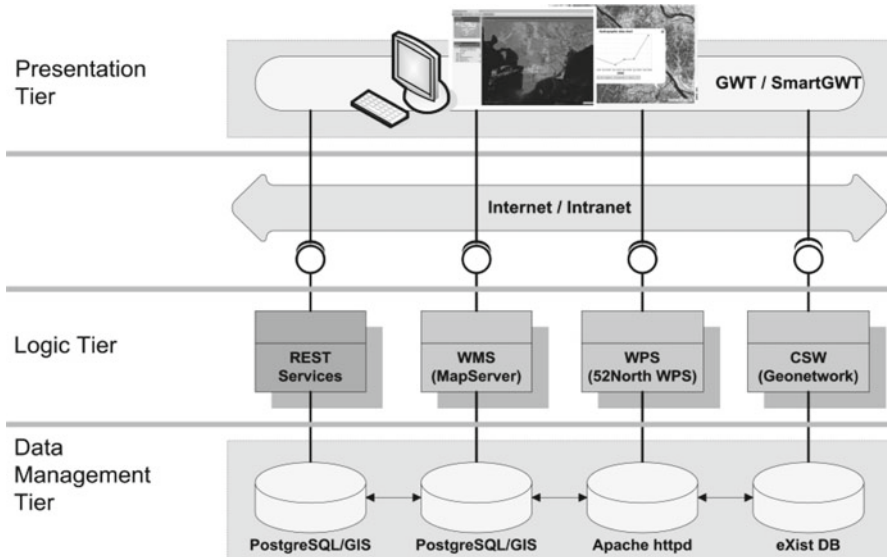 Presentation
Tier
GWT / SmartGWT
Internet / Intranet
Logic Tier
REST
Services
WMS
(MapServer)
WPS
(52North WPS)
CSW
(Geonetwork)
Data
Management
Tier
PostgreSQL/GIS
PostgreSQL/GIS
Apache httpd
eXist DB